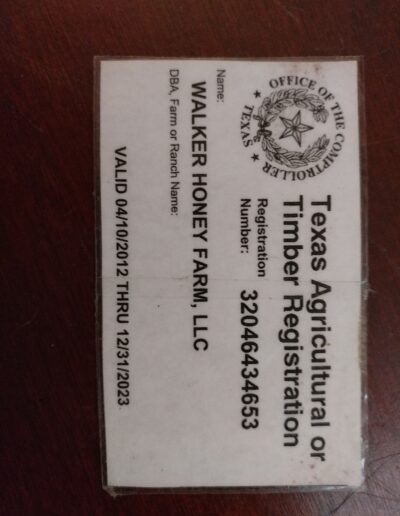 OFFICE OF THE COMPTROLLER
TEXAS
Texas Agricultural or
Timber Registration
Registration
Number: 32046434653
Name:
WALKER HONEY FARM, LLC
DBA, Farm or Ranch Name:
VALID 04/10/2012 THRU 12/31/2023